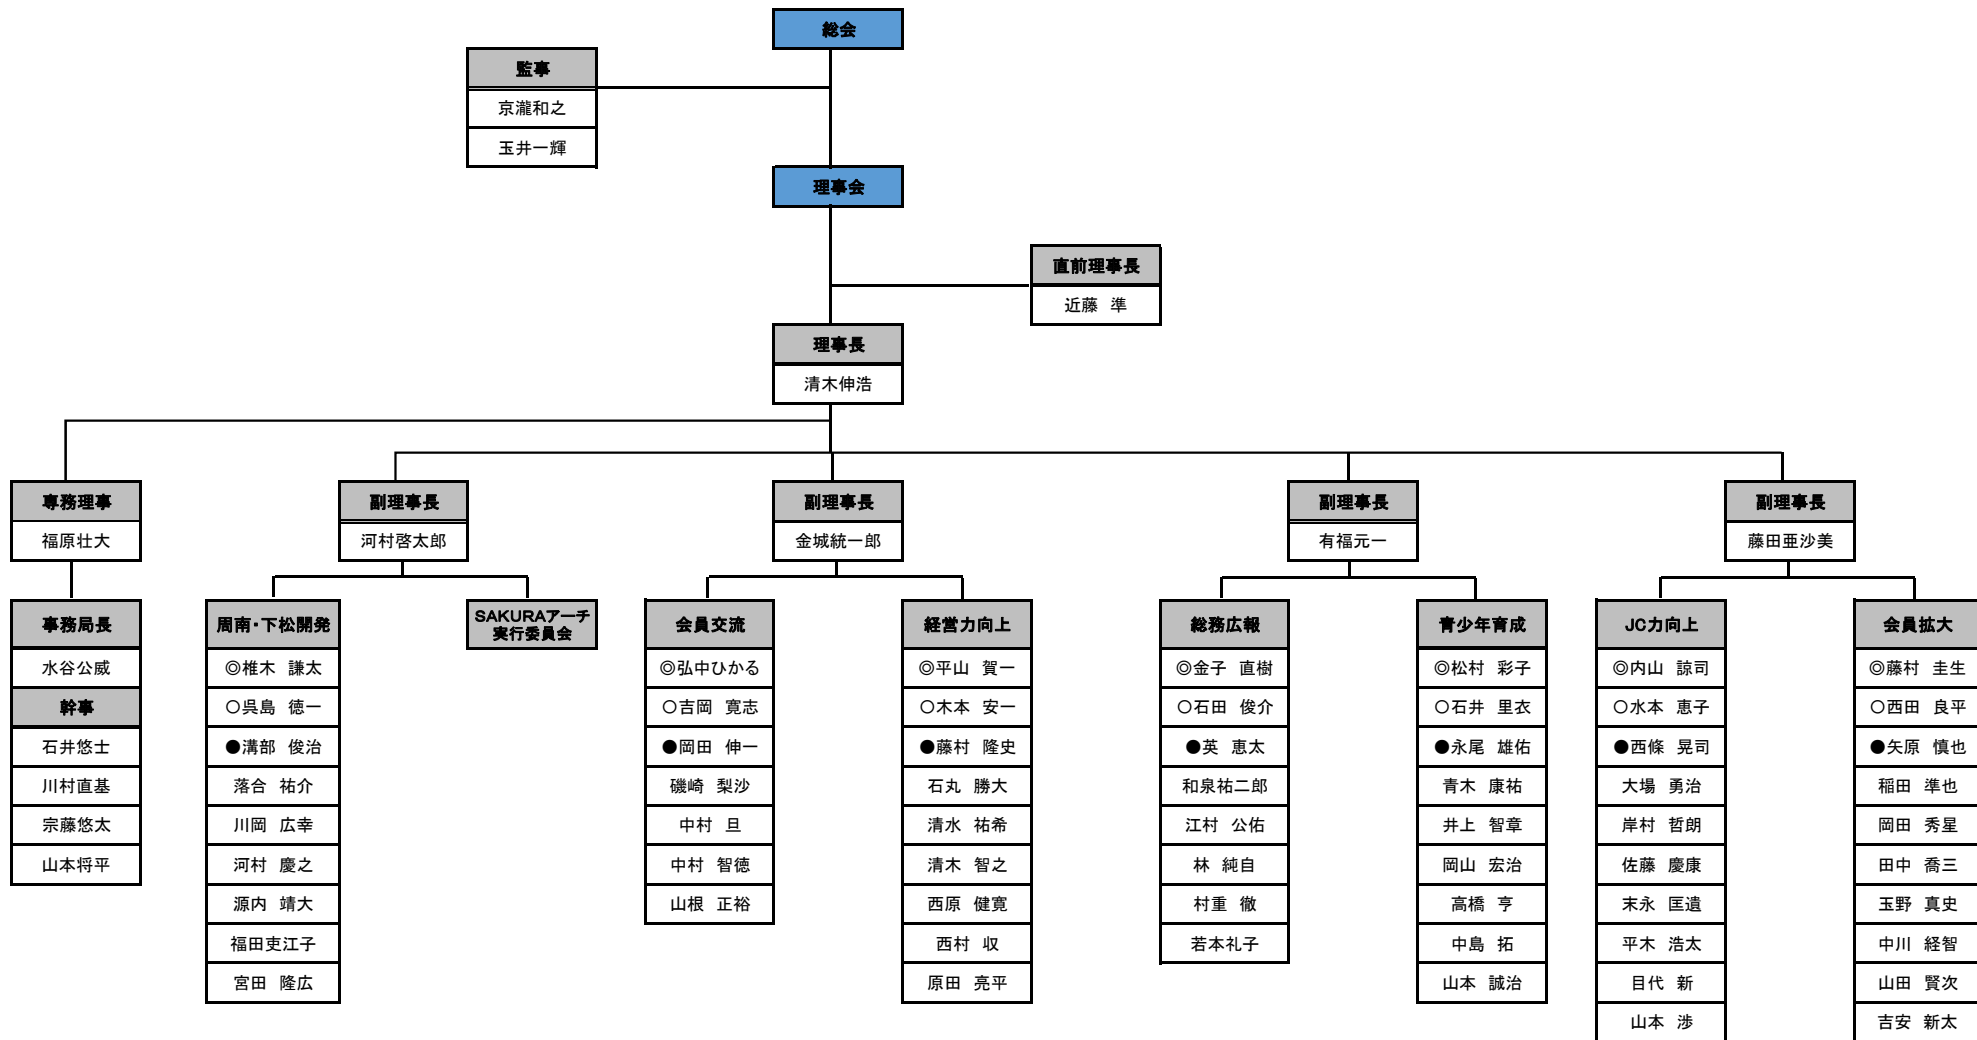 総会
監事
京瀧和之
玉井一輝
理事会
直前理事長
近藤 準
理事長
清木伸浩
専務理事
福原壮大
副理事長
河村啓太郎
副理事長
金城統一郎
副理事長
有福元一
副理事長
藤田亜沙美
事務局長
水谷公威
幹事
石井悠士
川村直基
宗藤悠太
山本将平
周南・下松開発
◎椎木 謙太
○呉島 徳一
●溝部 俊治
落合 祐介
川岡 広幸
河村 慶之
源内 靖大
福田吏江子
宮田 隆広
SAKURAアーチ
実行委員会
会員交流
◎弘中ひかる
○吉岡 寛志
●岡田 伸一
磯崎 梨沙
中村 旦
中村 智徳
山根 正裕
経営力向上
◎平山 賀一
○木本 安一
●藤村 隆史
石丸 勝大
清水 祐希
清木 智之
西原 健寛
西村 収
原田 亮平
総務広報
◎金子 直樹
○石田 俊介
●英 恵太
和泉祐二郎
江村 公佑
林 純自
村重 徹
若本礼子
青少年育成
◎松村 彩子
○石井 里衣
●永尾 雄佑
青木 康祐
井上 智章
岡山 宏治
高橋 亨
中島 拓
山本 誠治
JC力向上
◎内山 諒司
○水本 恵子
●西條 晃司
大場 勇治
岸村 哲朗
佐藤 慶康
末永 匡遺
平木 浩太
目代 新
山本 渉
会員拡大
◎藤村 圭生
○西田 良平
●矢原 慎也
稲田 準也
岡田 秀星
田中 喬三
玉野 真史
中川 経智
山田 賢次
吉安 新太